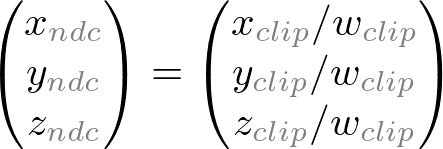 x_ndc = x_clip/w_clip
y_ndc = y_clip/w_clip
z_ndc = z_clip/w_clip